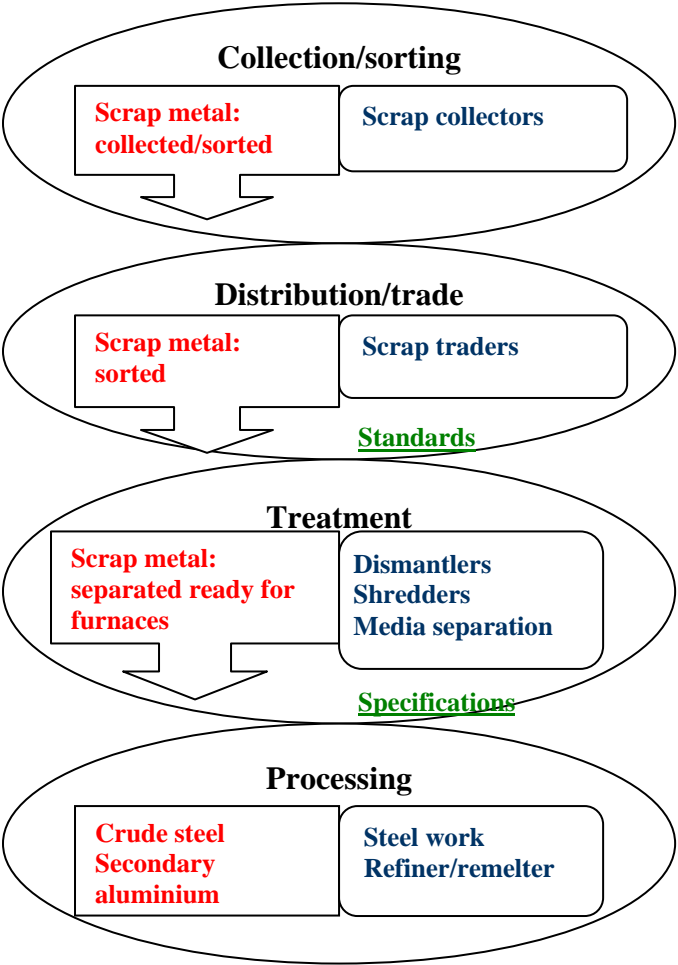 Collection/sorting
Scrap metal:
collected/sorted
Scrap collectors
Distribution/trade
Scrap metal:
sorted
Scrap traders
Standards
Treatment
Scrap metal:
separated ready for
furnaces
Dismantlers
Shredders
Media separation
Specifications
Processing
Crude steel
Secondary
aluminium
Steel work
Refiner/remelter